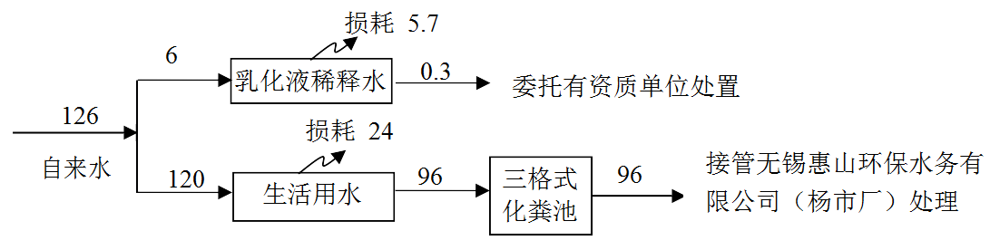 损耗 5.7
6
乳化液稀释水
0.3
委托有资质单位处置
126
自来水
损耗 24
120
生活用水
96
三格式
化粪池
96
接管无锡惠山环保水务有
限公司（杨市厂）处理